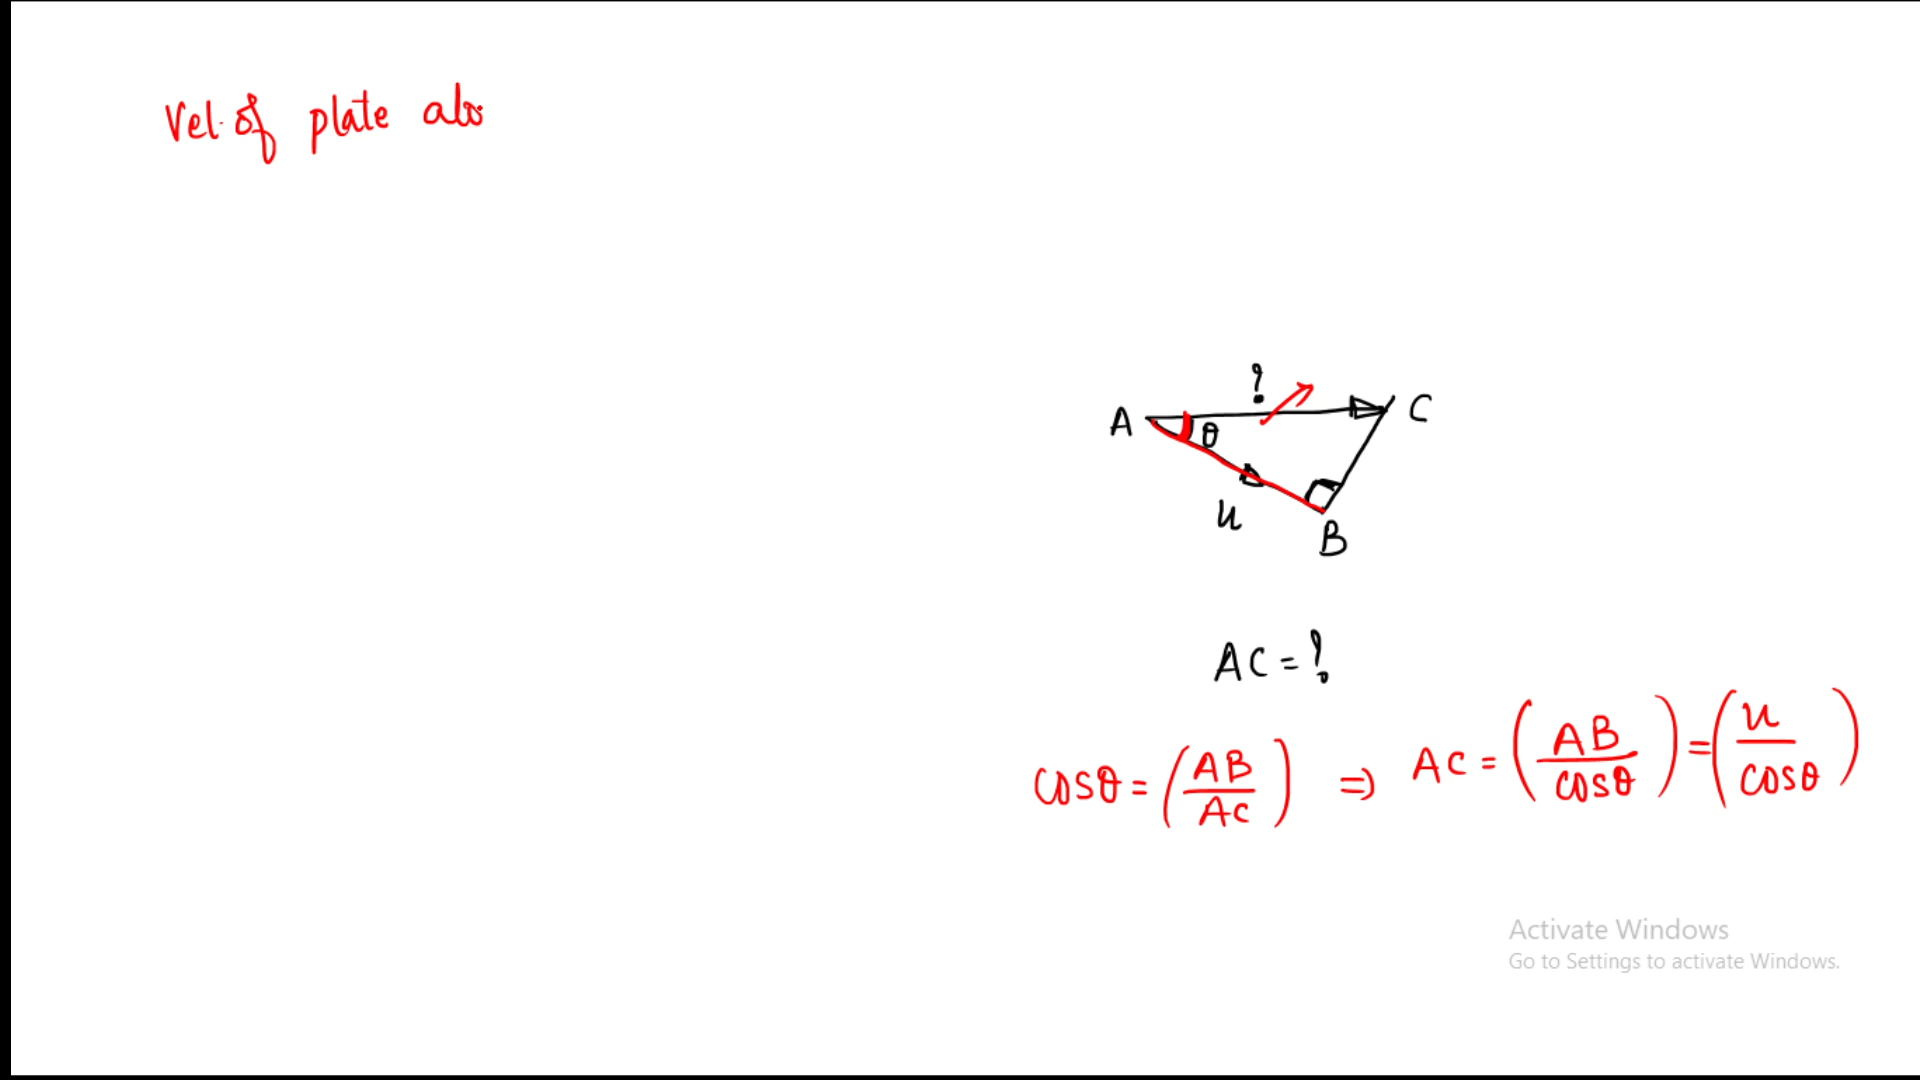 Vel. of plate alo
?
A C
θ
u
B
AC = ?
cosθ = (AB/AC) ⇒ AC = (AB/cosθ) = (u/cosθ)
Activate Windows
Go to Settings to activate Windows.